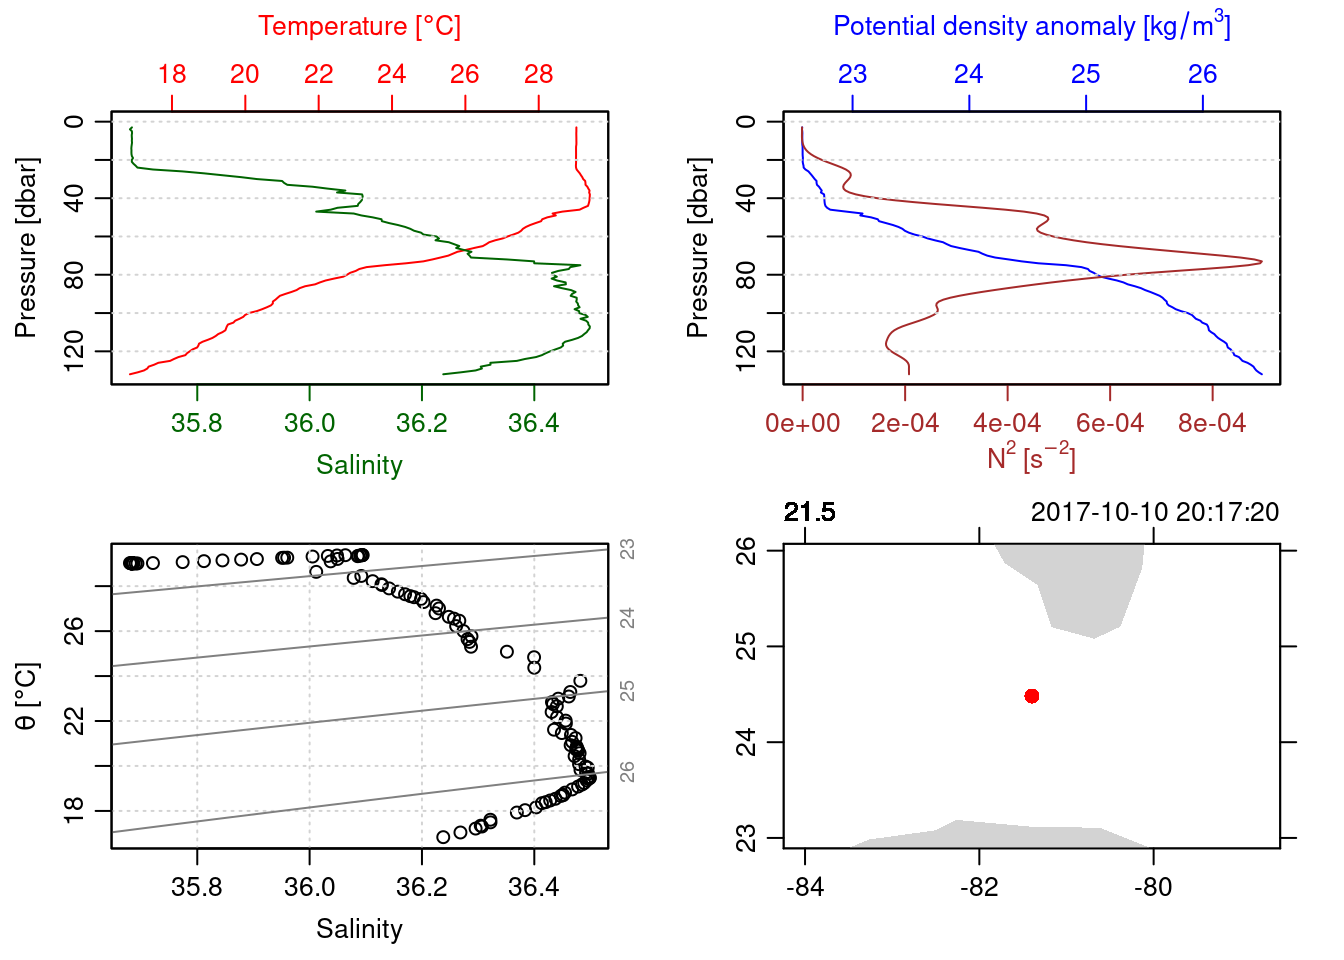 Temperature [°C]
18 20 22 24 26 28
Pressure [dbar]
0 40 80 120
35.8 36.0 36.2 36.4
Salinity
Potential density anomaly [kg/m³]
23 24 25 26
Pressure [dbar]
0 40 80 120
0e+00 2e-04 4e-04 6e-04 8e-04
N² [s⁻²]
θ [°C]
26 22 18
23
24
25
26
35.8 36.0 36.2 36.4
Salinity
21.5 2017-10-10 20:17:20
26
25
24
23
-84 -82 -80